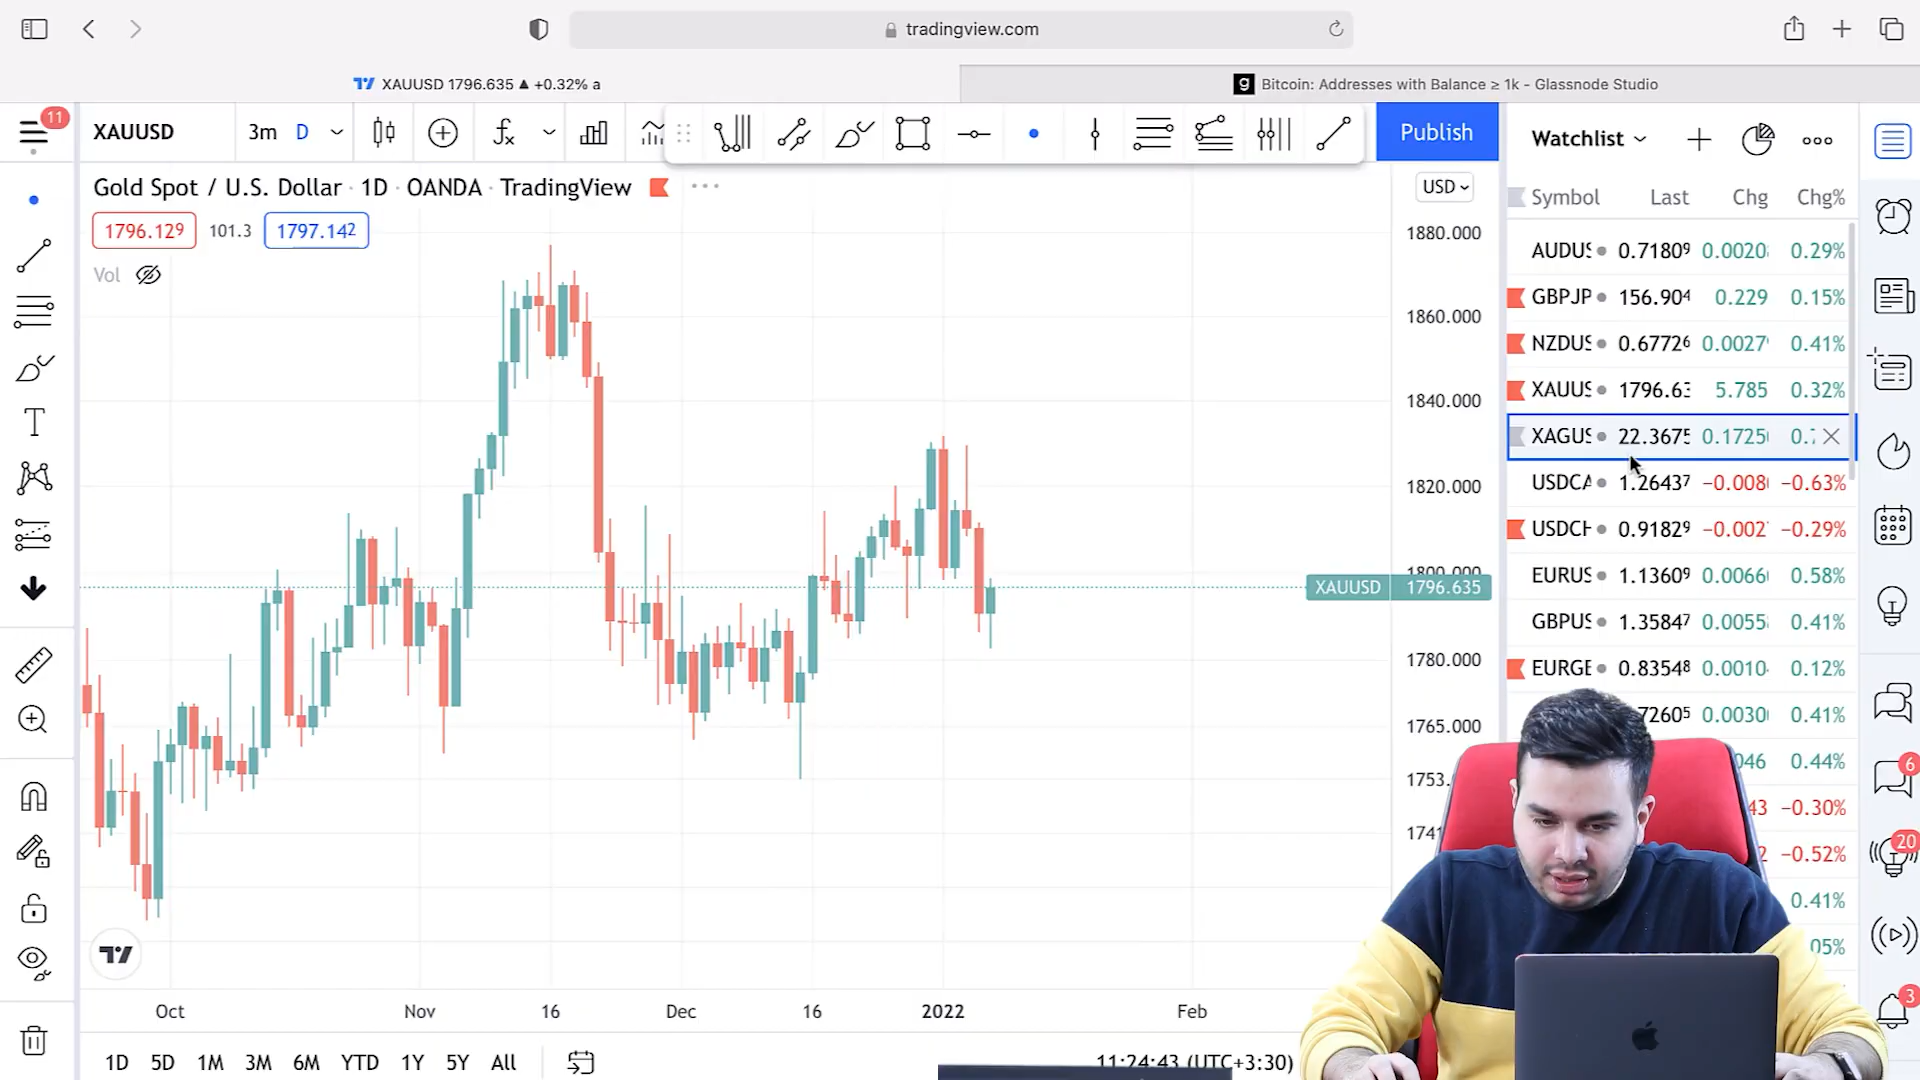 tradingview.com
XAUUSD 1796.635 ▲ +0.32% a
g Bitcoin: Addresses with Balance ≥ 1k - Glassnode Studio
11
XAUUSD 3m D
Publish
Watchlist
Gold Spot / U.S. Dollar · 1D · OANDA · TradingView
USD
1796.129 101.3 1797.142
Vol
Symbol Last Chg Chg%
AUDUS 0.71809 0.0020 0.29%
GBPJP 156.904 0.229 0.15%
NZDUS 0.67726 0.0027 0.41%
XAUUS 1796.63 5.785 0.32%
XAGUS 22.3675 0.1725 0.
USDCA 1.26437 −0.008 −0.63%
USDCH 0.91829 −0.002 −0.29%
EURUS 1.13609 0.0066 0.58%
GBPUS 1.35847 0.0055 0.41%
EURGB 0.83548 0.0010 0.12%
72605 0.0030 0.41%
046 0.44%
43 −0.30%
2 −0.52%
0.41%
05%
1880.000
1860.000
1840.000
1820.000
1800.000
XAUUSD 1796.635
1780.000
1765.000
1753.
1741
6
20
3
Oct Nov 16 Dec 16 2022 Feb
1D 5D 1M 3M 6M YTD 1Y 5Y All
11:24:43 (UTC+3:30)